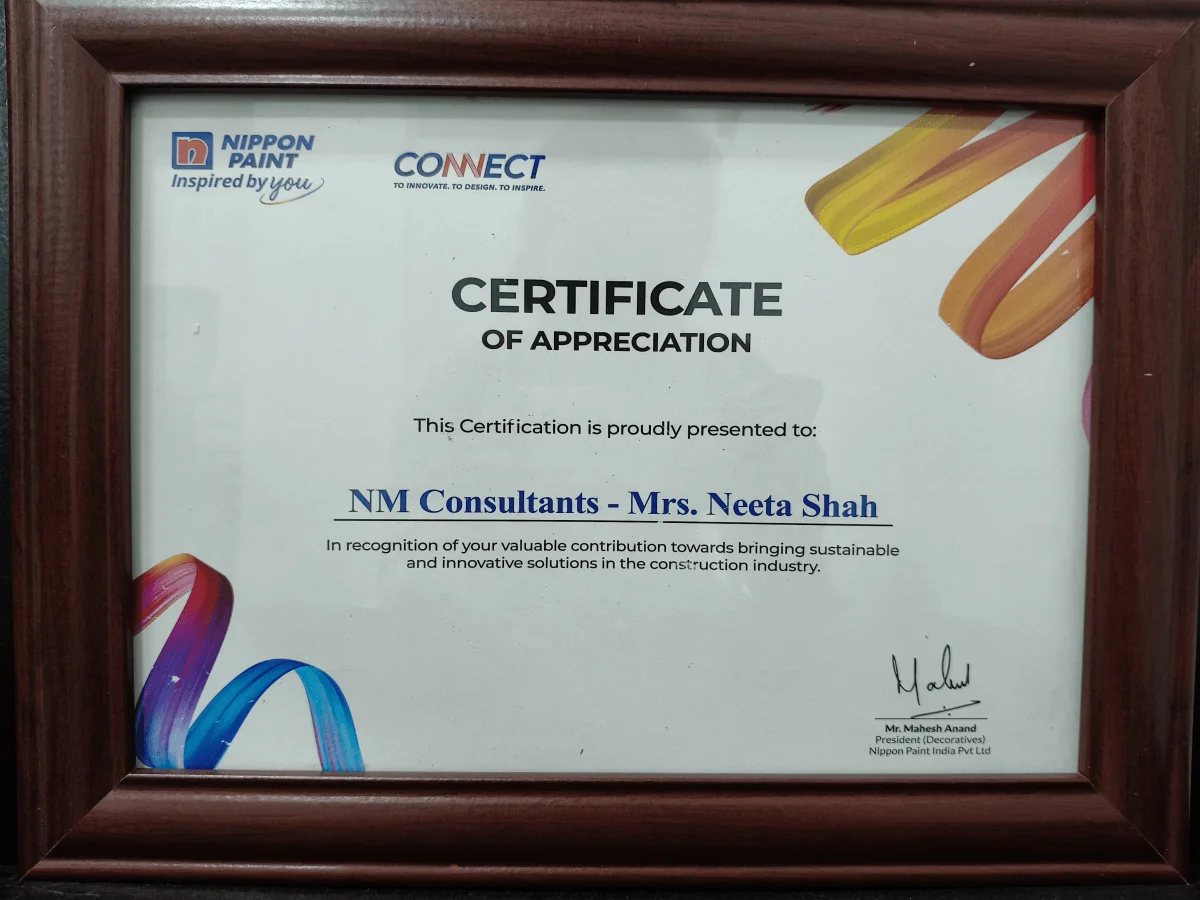 n NIPPON
PAINT
Inspired by you
CONNECT
TO INNOVATE. TO DESIGN. TO INSPIRE.
CERTIFICATE
OF APPRECIATION
This Certification is proudly presented to:
NM Consultants - Mrs. Neeta Shah
In recognition of your valuable contribution towards bringing sustainable
and innovative solutions in the construction industry.
Mr. Mahesh Anand
President (Decoratives)
Nippon Paint India Pvt Ltd